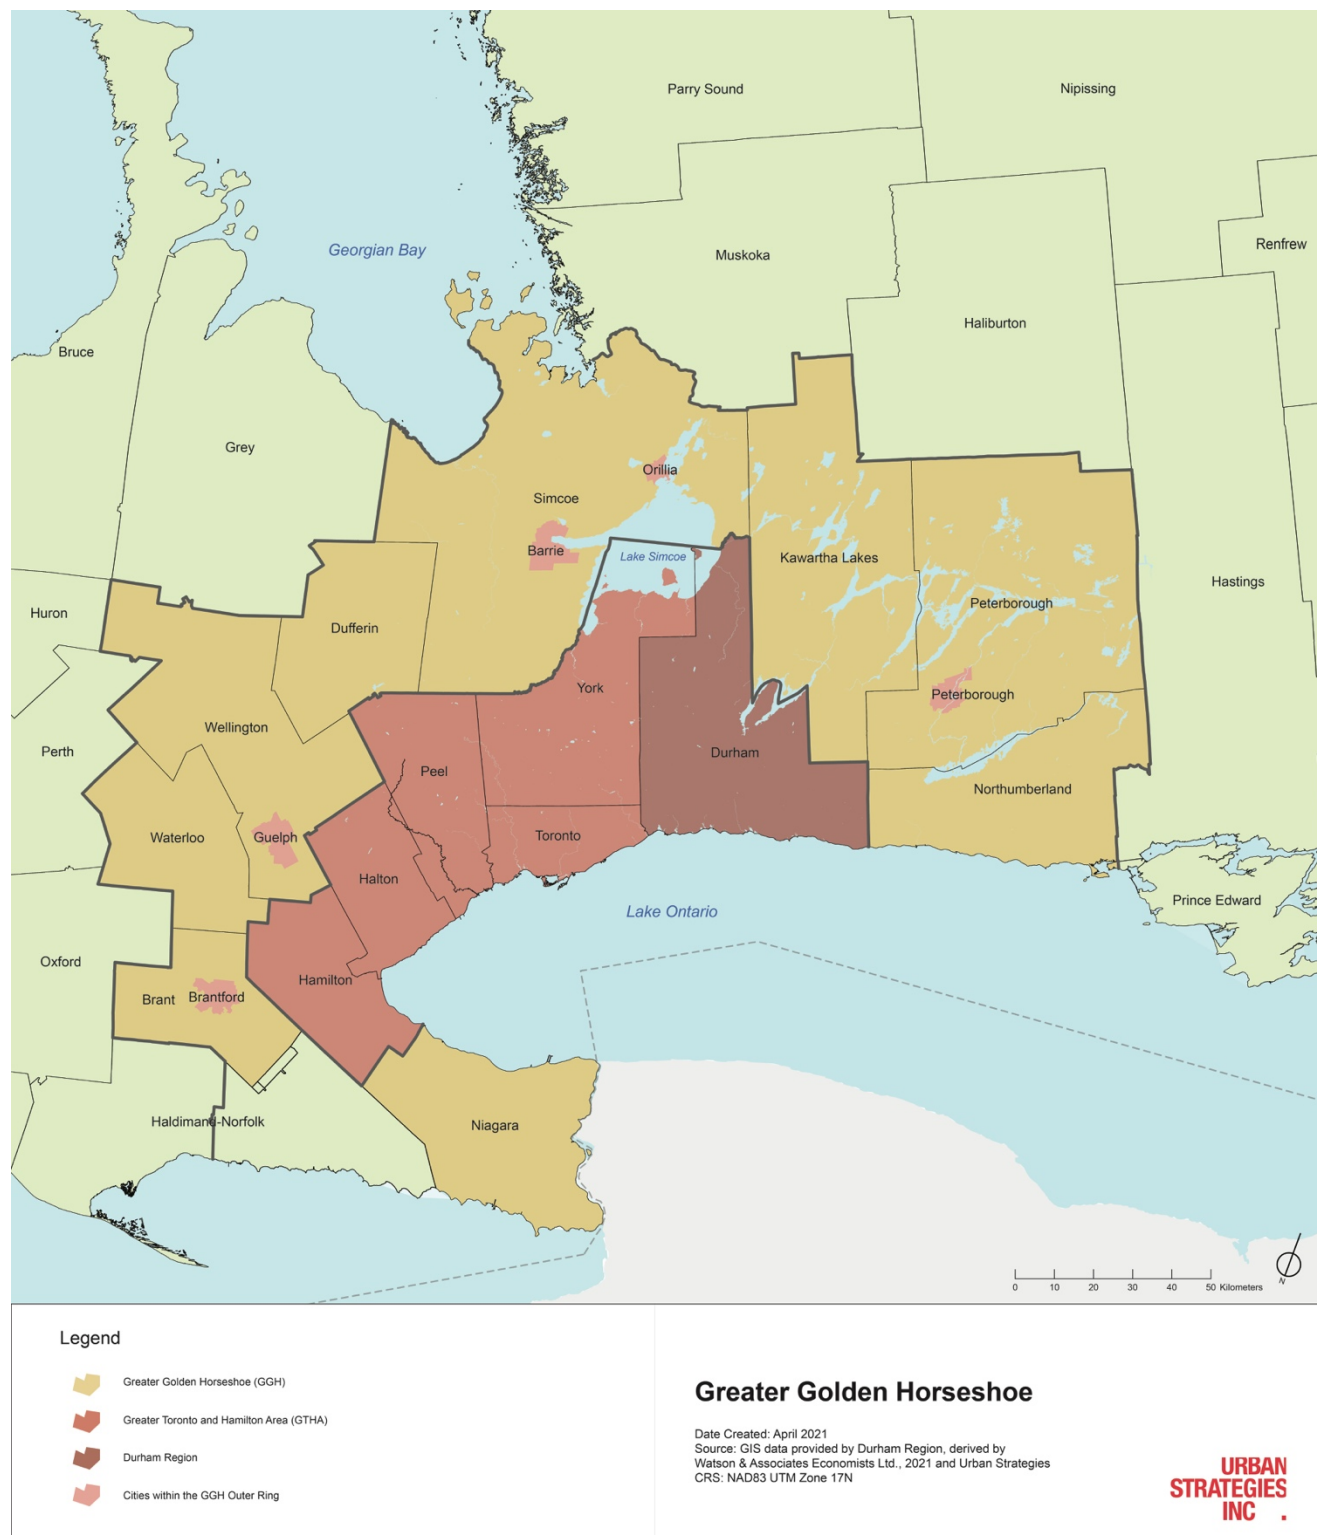 Parry Sound
Nipissing
Renfrew
Georgian Bay
Muskoka
Haliburton
Bruce
Grey
Orillia
Simcoe
Barrie
Lake Simcoe
Kawartha Lakes
Hastings
Peterborough
Huron
Dufferin
York
Peterborough
Wellington
Perth
Durham
Peel
Northumberland
Waterloo
Guelph
Toronto
Halton
Prince Edward
Lake Ontario
Oxford
Hamilton
Brant
Brantford
Haldimand-Norfolk
Niagara
N
0 10 20 30 40 50 Kilometers
Legend
Greater Golden Horseshoe (GGH)
Greater Toronto and Hamilton Area (GTHA)
Durham Region
Cities within the GGH Outer Ring
Greater Golden Horseshoe
Date Created: April 2021
Source: GIS data provided by Durham Region, derived by
Watson & Associates Economists Ltd., 2021 and Urban Strategies
CRS: NAD83 UTM Zone 17N
URBAN
STRATEGIES
INC .